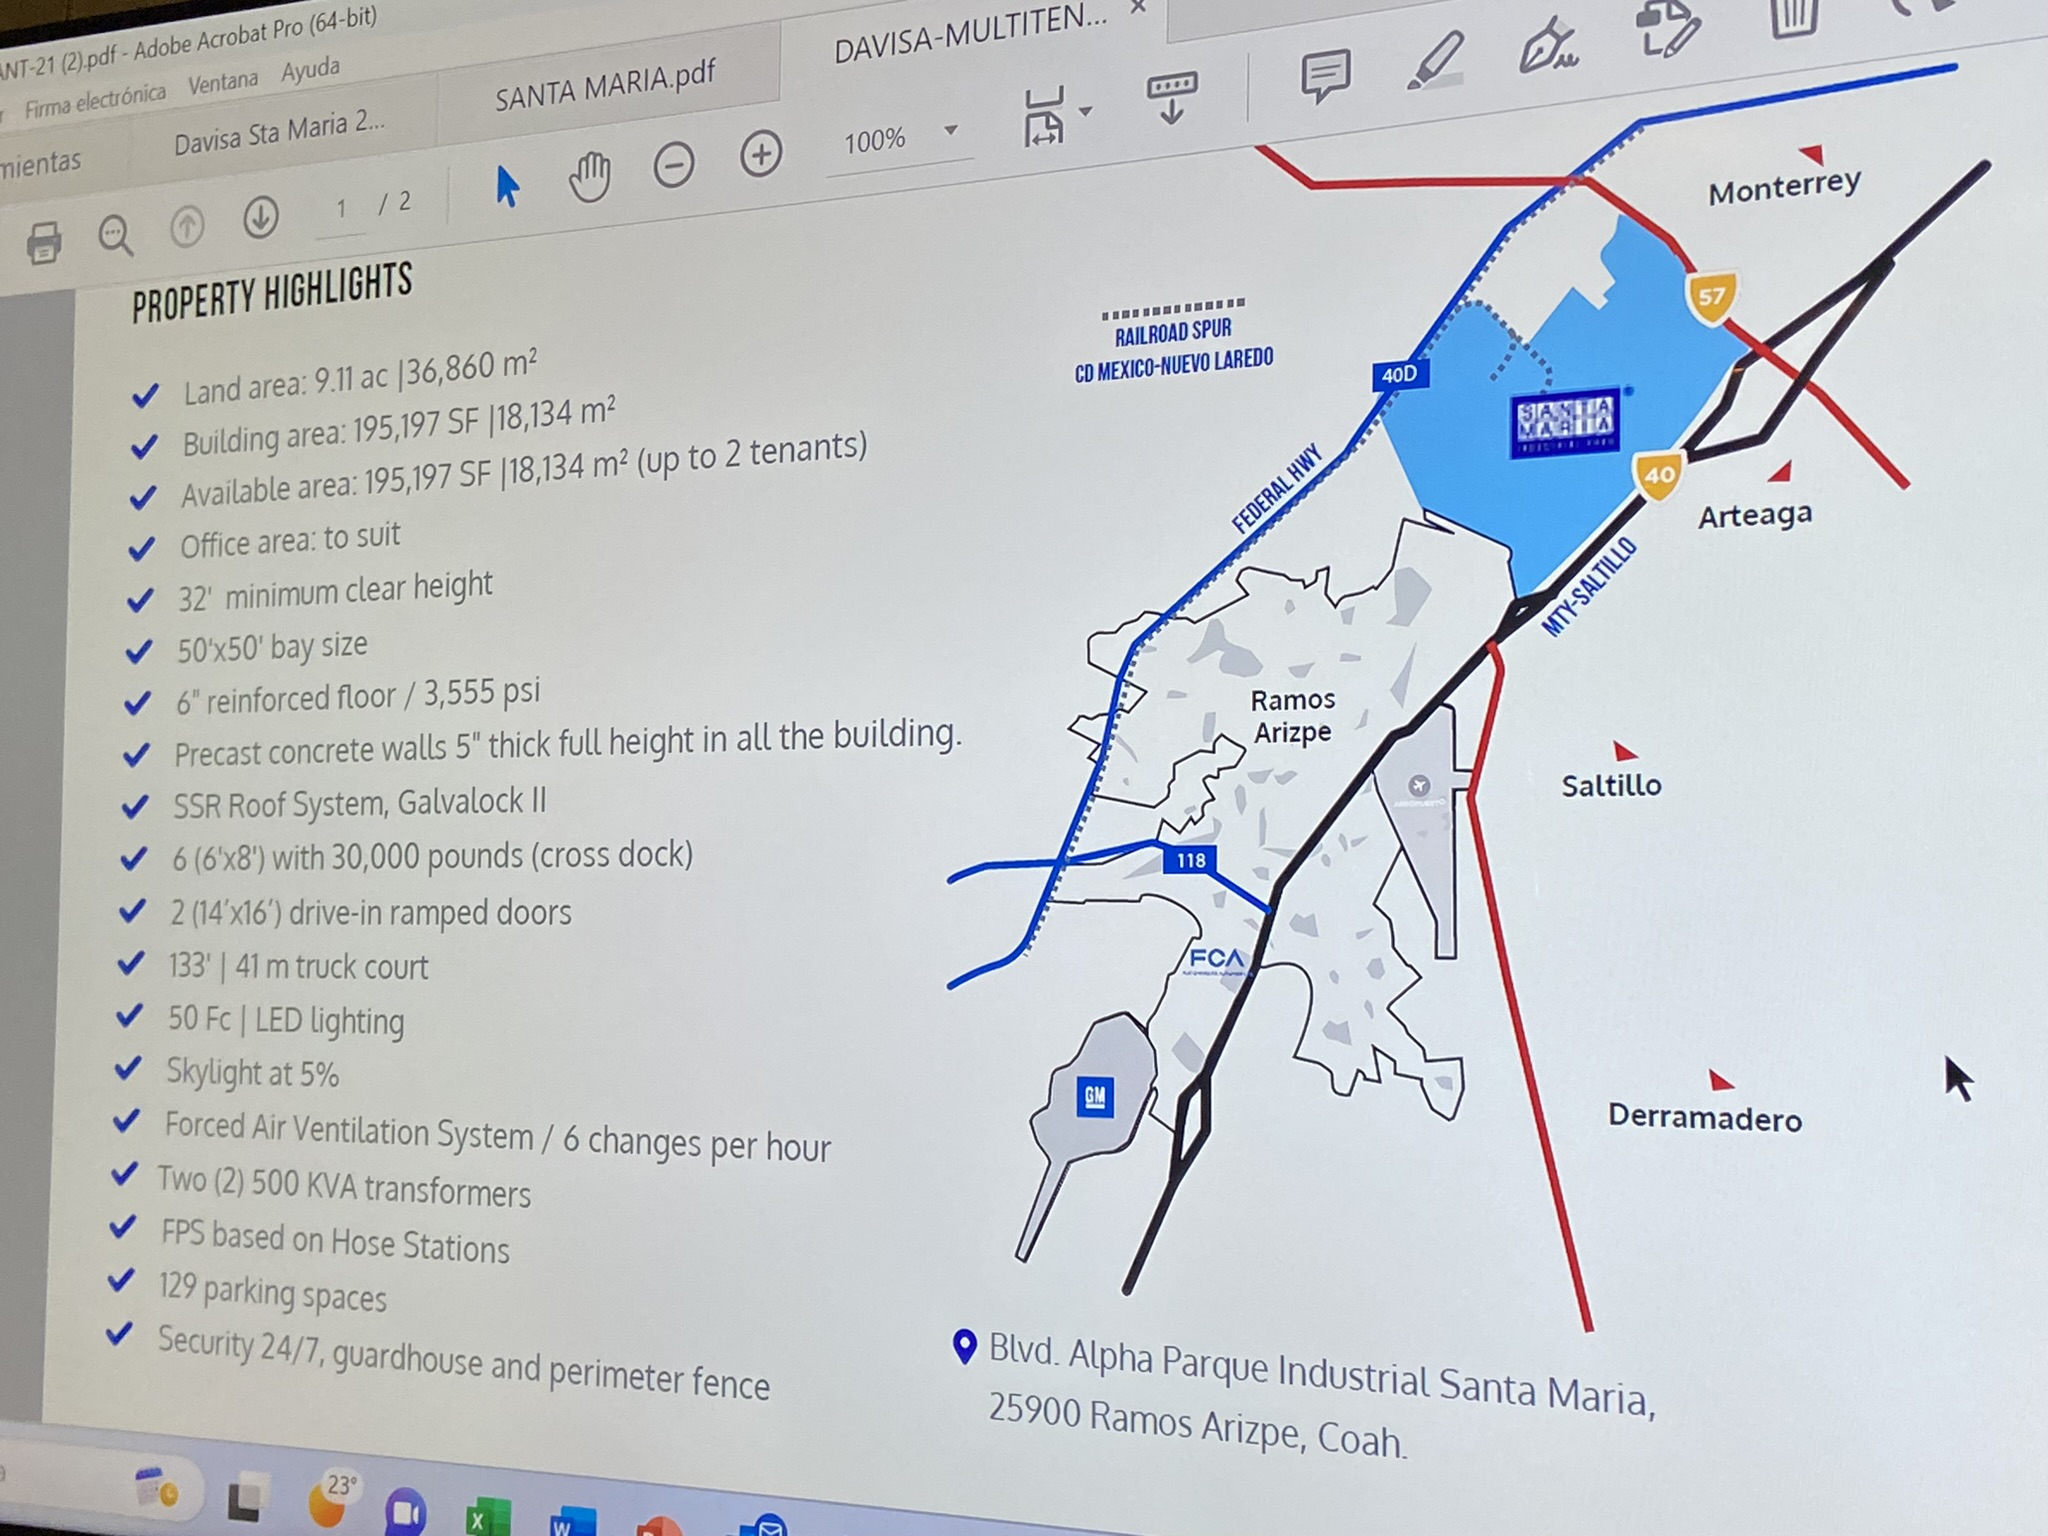 ANT-21 (2).pdf - Adobe Acrobat Pro (64-bit)
Firma electrónica Ventana Ayuda
mientas
Davisa Sta Maria 2...
SANTA MARIA.pdf
DAVISA-MULTITEN... ×
1 / 2
100%
PROPERTY HIGHLIGHTS
Land area: 9.11 ac |36,860 m²
Building area: 195,197 SF |18,134 m²
Available area: 195,197 SF |18,134 m² (up to 2 tenants)
Office area: to suit
32' minimum clear height
50'x50' bay size
6" reinforced floor / 3,555 psi
Precast concrete walls 5" thick full height in all the building.
SSR Roof System, Galvalock II
6 (6'x8') with 30,000 pounds (cross dock)
2 (14'x16') drive-in ramped doors
133' | 41 m truck court
50 Fc | LED lighting
Skylight at 5%
Forced Air Ventilation System / 6 changes per hour
Two (2) 500 KVA transformers
FPS based on Hose Stations
129 parking spaces
Security 24/7, guardhouse and perimeter fence
RAILROAD SPUR
CD MEXICO-NUEVO LAREDO
Monterrey
57
40D
SANTA
MARIA
40
FEDERAL HWY
Arteaga
MTY-SALTILLO
Ramos
Arizpe
Saltillo
118
FCA
GM
Derramadero
Blvd. Alpha Parque Industrial Santa Maria,
25900 Ramos Arizpe, Coah.
23°
X
W